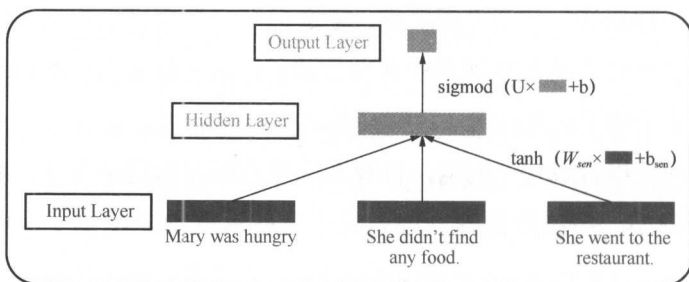 Output Layer
sigmod (U× +b)
Hidden Layer
tanh (Wsen× +bsen)
Input Layer
Mary was hungry
She didn't find
any food.
She went to the
restaurant.